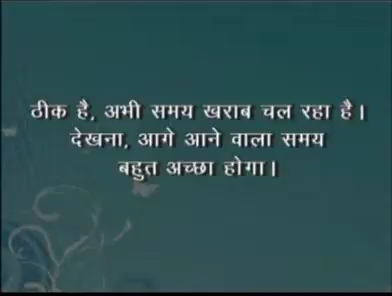 ठीक है, अभी समय खराब चल रहा है।
देखना, आगे आने वाला समय
बहुत अच्छा होगा।